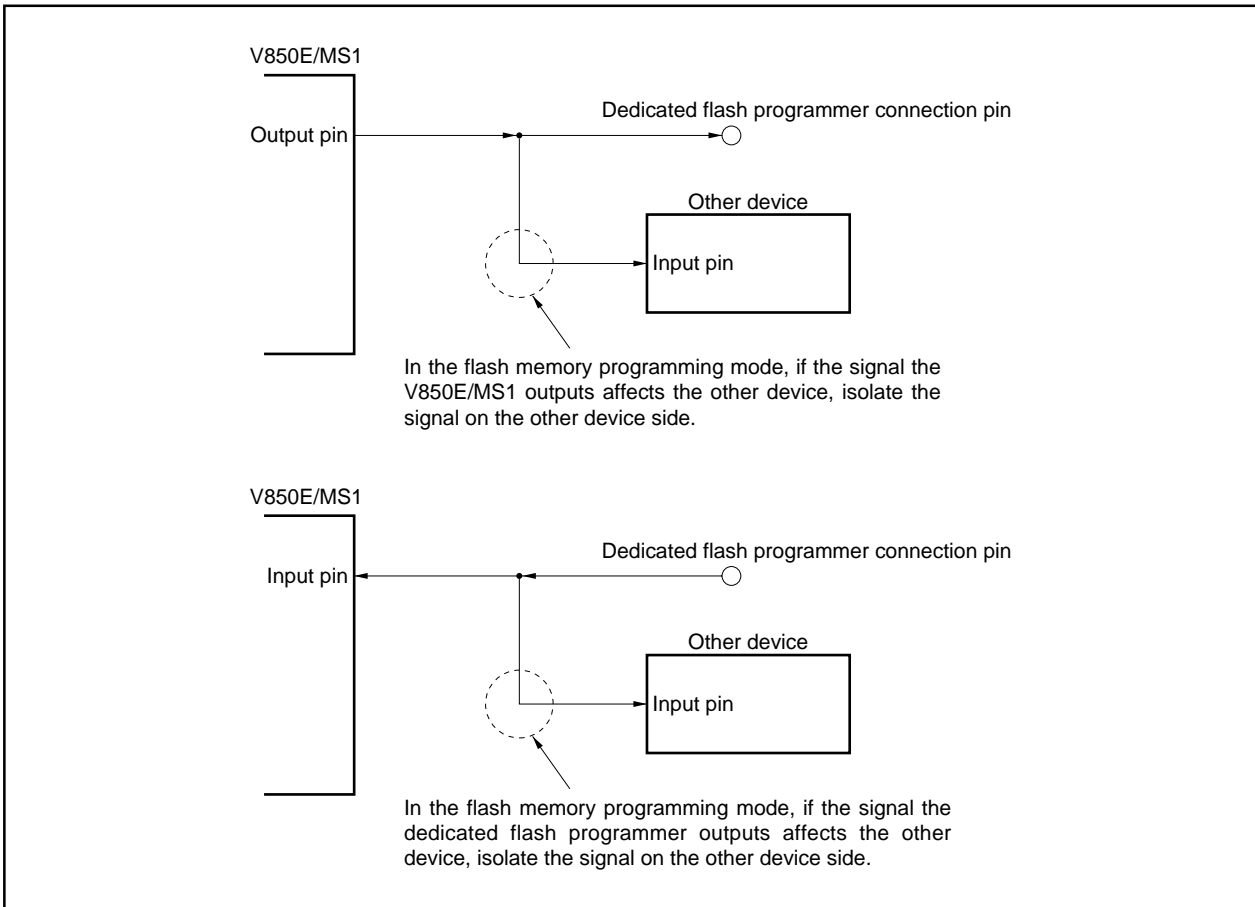 V850E/MS1
Dedicated flash programmer connection pin
Output pin
Other device
Input pin
In the flash memory programming mode, if the signal the
V850E/MS1 outputs affects the other device, isolate the
signal on the other device side.
V850E/MS1
Dedicated flash programmer connection pin
Input pin
Other device
Input pin
In the flash memory programming mode, if the signal the
dedicated flash programmer outputs affects the other
device, isolate the signal on the other device side.